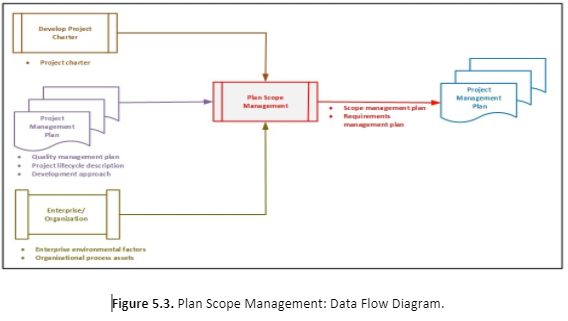 Develop Project
Charter
• Project charter
Project
Management
Plan
• Quality management plan
• Project lifecycle description
• Development approach
Enterprise/
Organization
• Enterprise environmental factors
• Organizational process assets
Plan Scope
Management
• Scope management plan
• Requirements
management plan
Project
Management
Plan
Figure 5.3. Plan Scope Management: Data Flow Diagram.